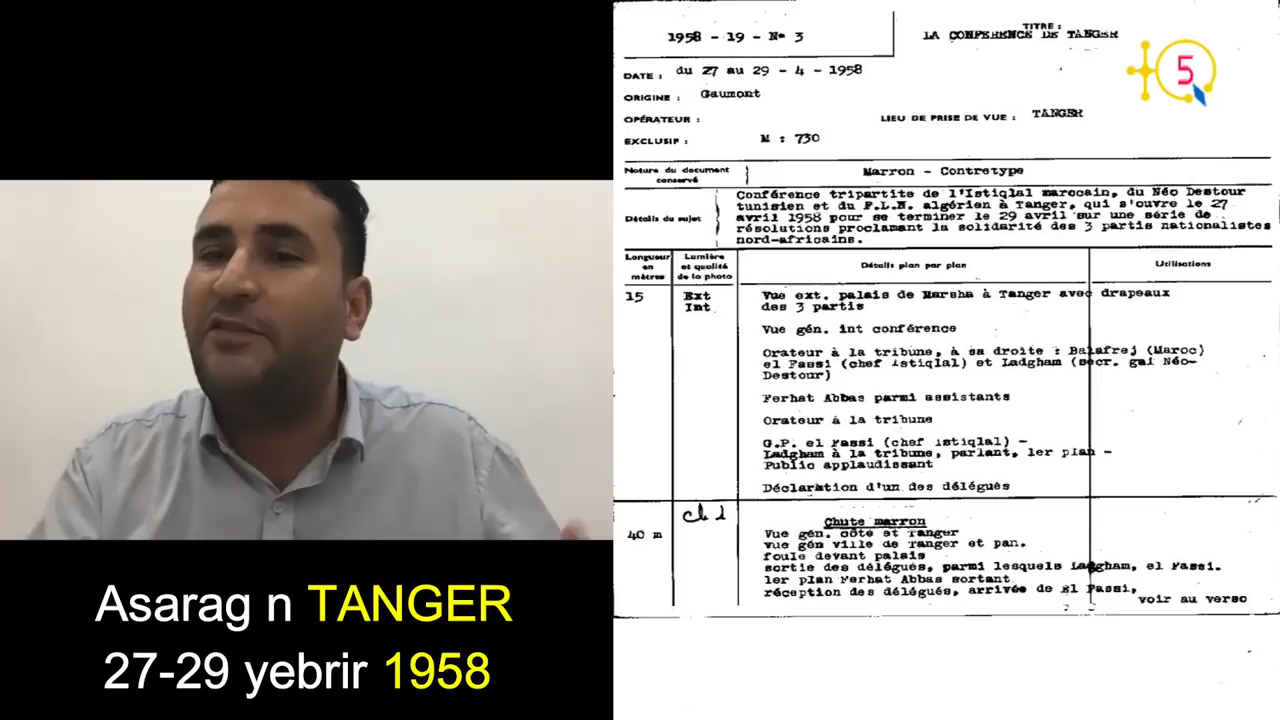 Asarag n TANGER
27-29 yebrir 1958
5
1958 - 19 - N° 3
TITRE :
LA CONFERENCE DE TANGER
DATE : du 27 au 29 - 4 - 1958
ORIGINE : Gaumont
OPÉRATEUR :
LIEU DE PRISE DE VUE : TANGER
EXCLUSIF :
M : 730
Nature du document
conservé
Marron - Contretype
Détails du sujet
Conférence tripartite de l'Istiqlal marocain, du Néo Destour
tunisien et du F.L.N. algérien à Tanger, qui s'ouvre le 27
avril 1958 pour se terminer le 29 avril sur une série de
résolutions proclamant la solidarité des 3 partis nationalistes
nord-africains.
Longueur
en
mètres
Lumière
et qualité
de la photo
Détails plan par plan
Utilisations
15
Ext
Int
Vue ext. palais de Marsha à Tanger avec drapeaux
des 3 partis
Vue gén. int conférence
Orateur à la tribune, à sa droite : Balafrej (Maroc)
el Fassi (chef istiqlal) et Ladgham (secr. gal Néo-
Destour)
Ferhat Abbas parmi assistants
Orateur à la tribune
G.P. el Fassi (chef istiqlal) -
Ladgham à la tribune, parlant, 1er plan -
Public applaudissant
Déclaration d'un des délégués
40 m
Chute marron
Vue gén. côte et Tanger
vue gén ville de Tanger et pan.
foule devant palais
sortie des délégués, parmi lesquels Ladgham, el Fassi.
1er plan Ferhat Abbas sortant
réception des délégués, arrivée de El Fassi,
voir au verso